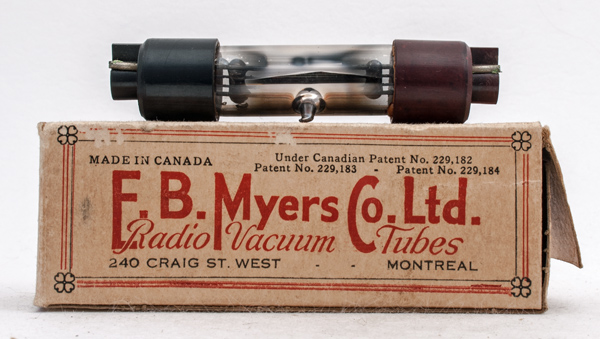 MADE IN CANADA
Under Canadian Patent No. 229,182
Patent No. 229,183 - Patent No. 229,184
F. B. Myers Co. Ltd.
Radio Vacuum Tubes
240 CRAIG ST. WEST - - MONTREAL